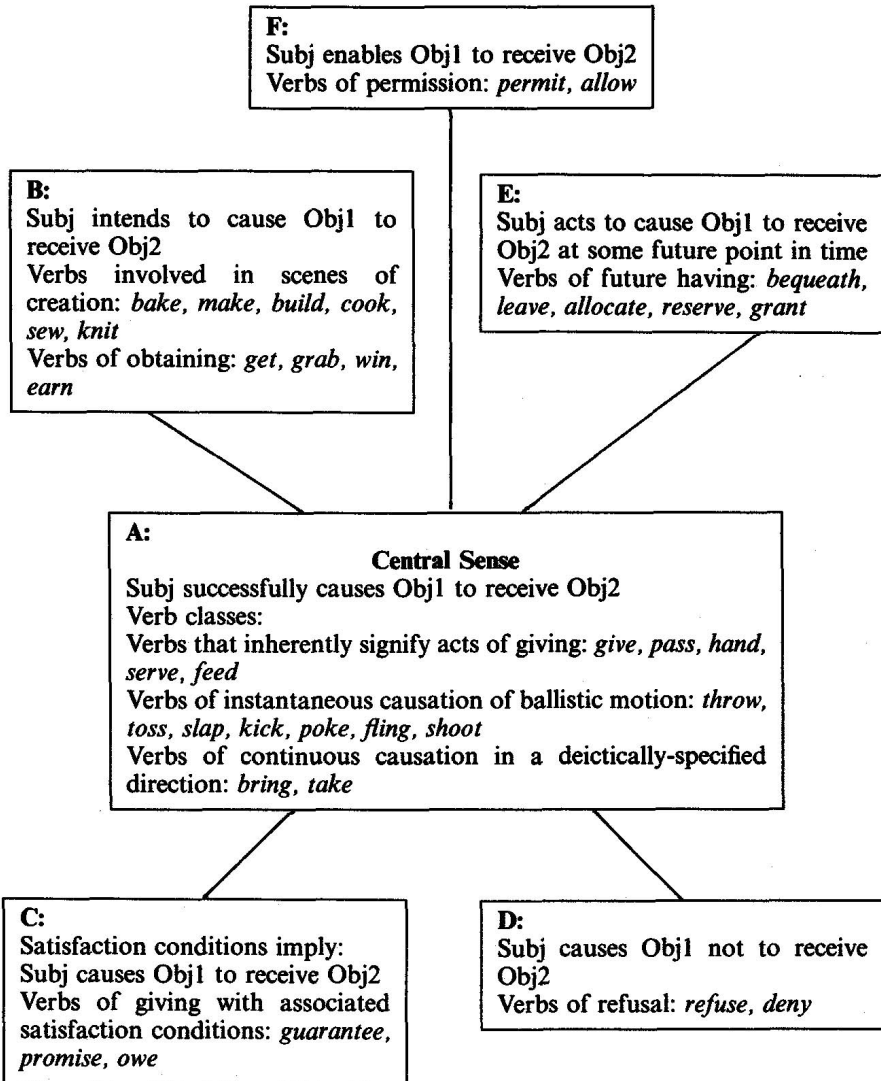 F:
Subj enables Obj1 to receive Obj2
Verbs of permission: permit, allow
B:
Subj intends to cause Obj1 to
receive Obj2
Verbs involved in scenes of
creation: bake, make, build, cook,
sew, knit
Verbs of obtaining: get, grab, win,
earn
E:
Subj acts to cause Obj1 to receive
Obj2 at some future point in time
Verbs of future having: bequeath,
leave, allocate, reserve, grant
A:
Central Sense
Subj successfully causes Obj1 to receive Obj2
Verb classes:
Verbs that inherently signify acts of giving: give, pass, hand,
serve, feed
Verbs of instantaneous causation of ballistic motion: throw,
toss, slap, kick, poke, fling, shoot
Verbs of continuous causation in a deictically-specified
direction: bring, take
C:
Satisfaction conditions imply:
Subj causes Obj1 to receive Obj2
Verbs of giving with associated
satisfaction conditions: guarantee,
promise, owe
D:
Subj causes Obj1 not to receive
Obj2
Verbs of refusal: refuse, deny